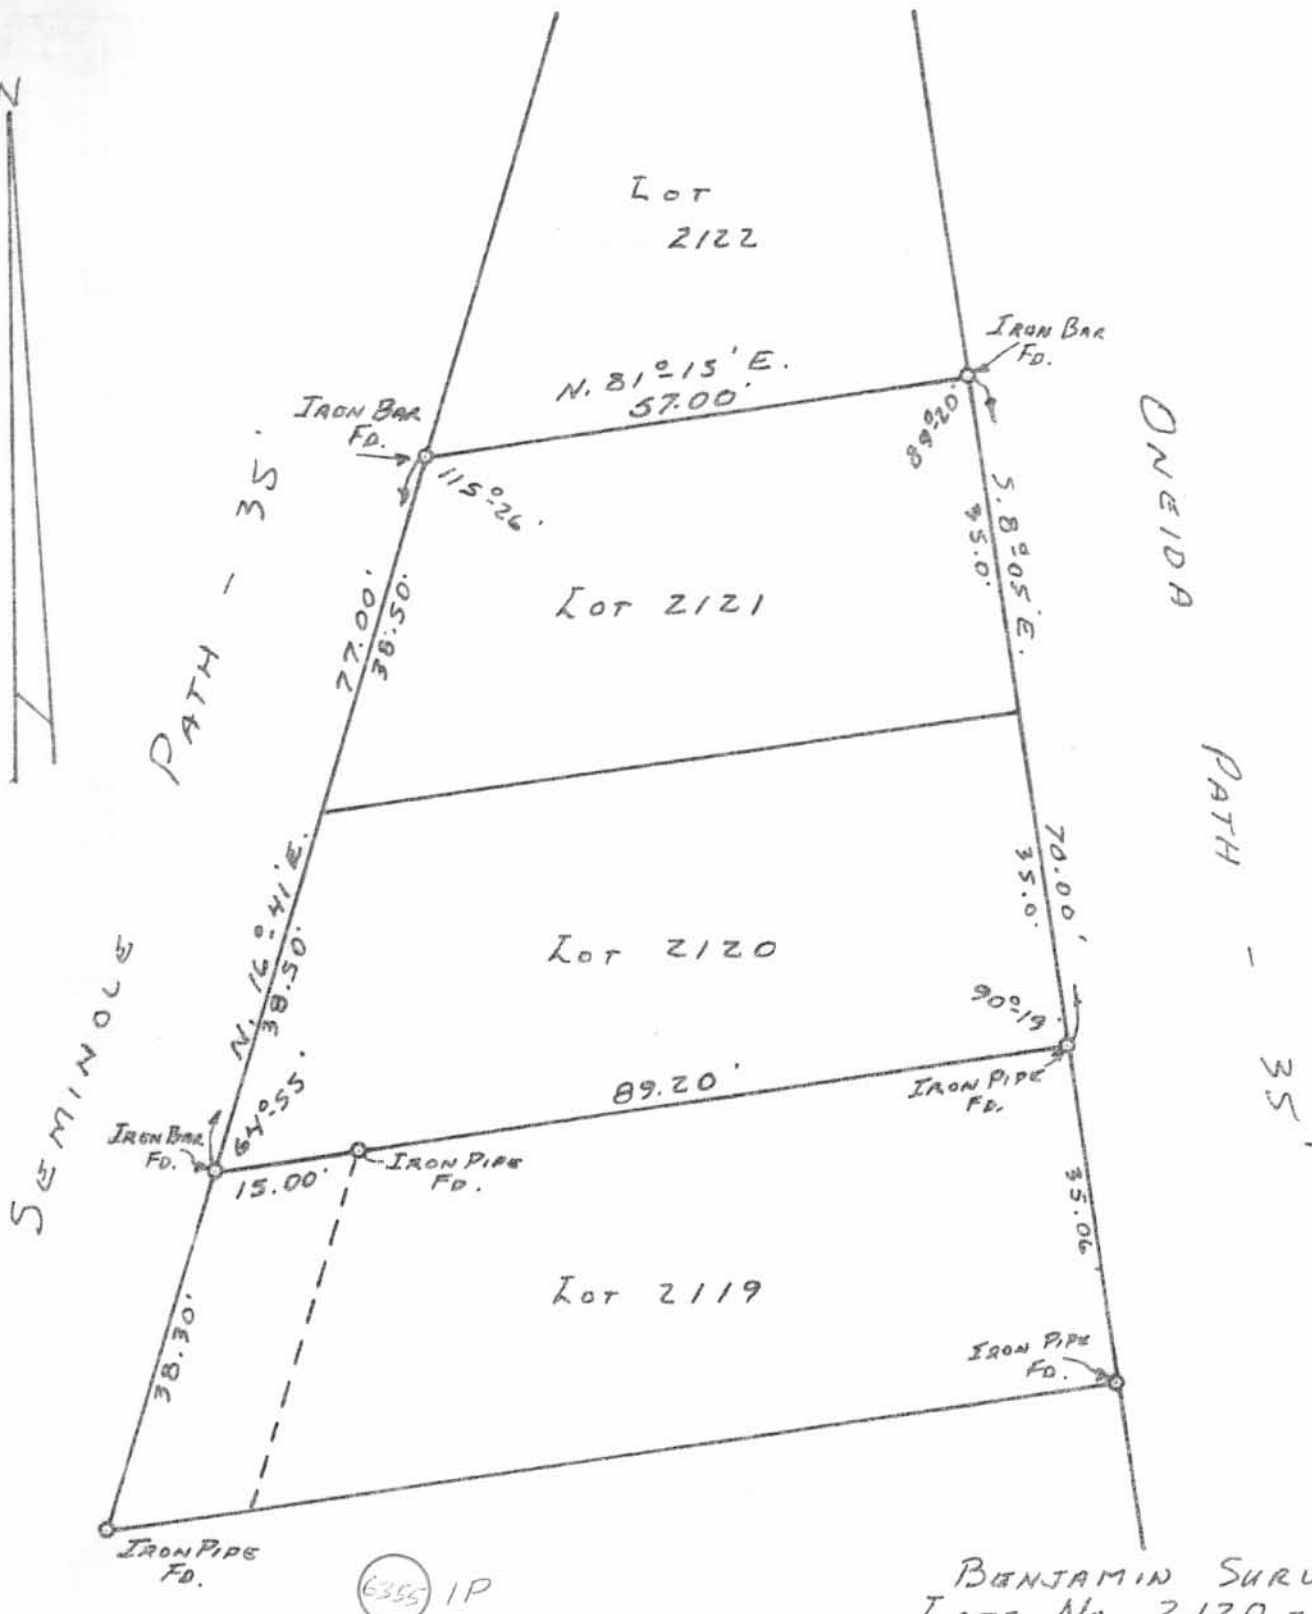 N
LOT
2122
IRON BAR
FD.
N. 81°-15' E.
57.00'
IRON BAR
FD.
89°-20'
115°-26'
ONEIDA PATH - 35'
SEMINOLE PATH - 35'
S. 8°-05' E.
35.0'
77.00'
38.50'
LOT 2121
70.00'
35.0'
N. 16°-41' E.
38.50'
LOT 2120
90°-19'
64°-55'
89.20'
IRON PIPE
FD.
IRON BAR
FD.
15.00'
IRON PIPE
FD.
35.06'
38.30'
LOT 2119
IRON PIPE
FD.
IRON PIPE
FD.
6355 1P
BENJAMIN